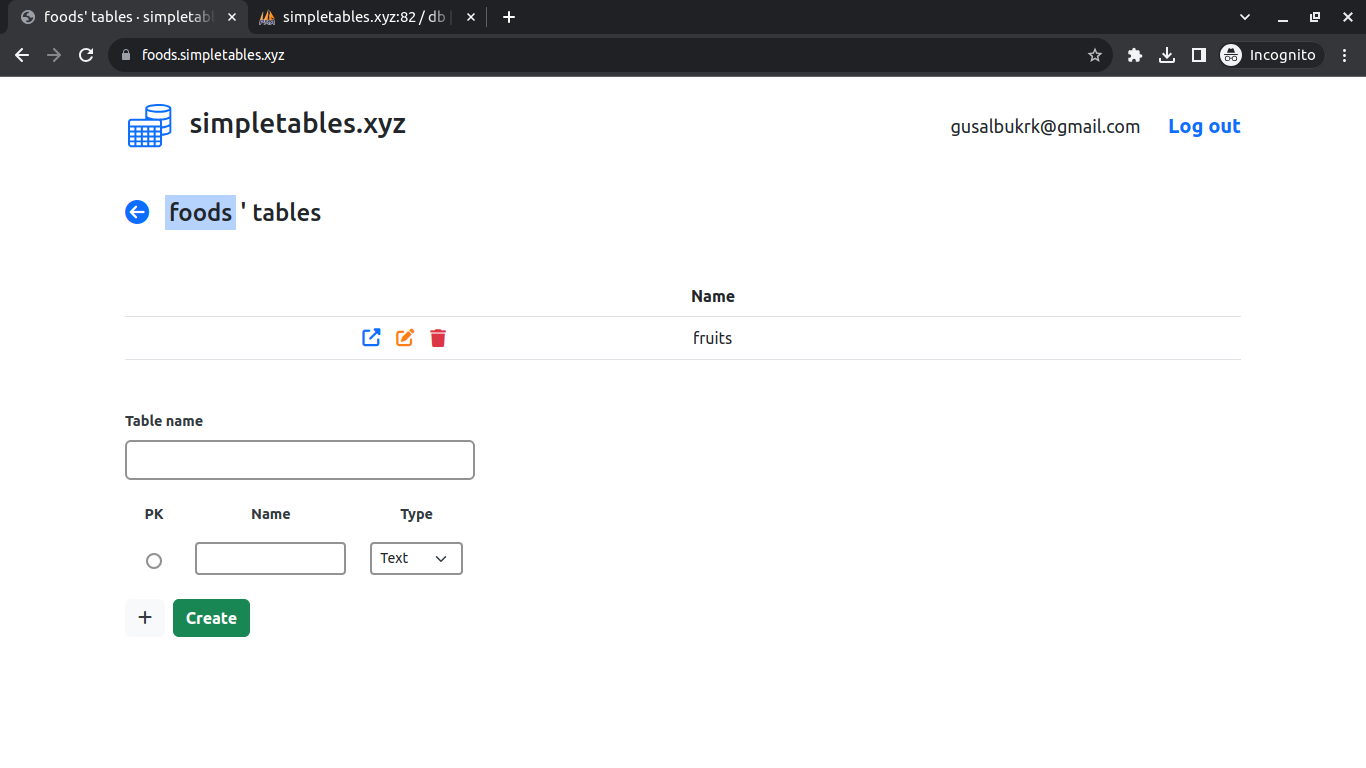 foods' tables · simpletabl
simpletables.xyz:82 / db
foods.simpletables.xyz
Incognito
simpletables.xyz
gusalbukrk@gmail.com
Log out
foods ' tables
Name
fruits
Table name
PK Name Type
Text
+ Create